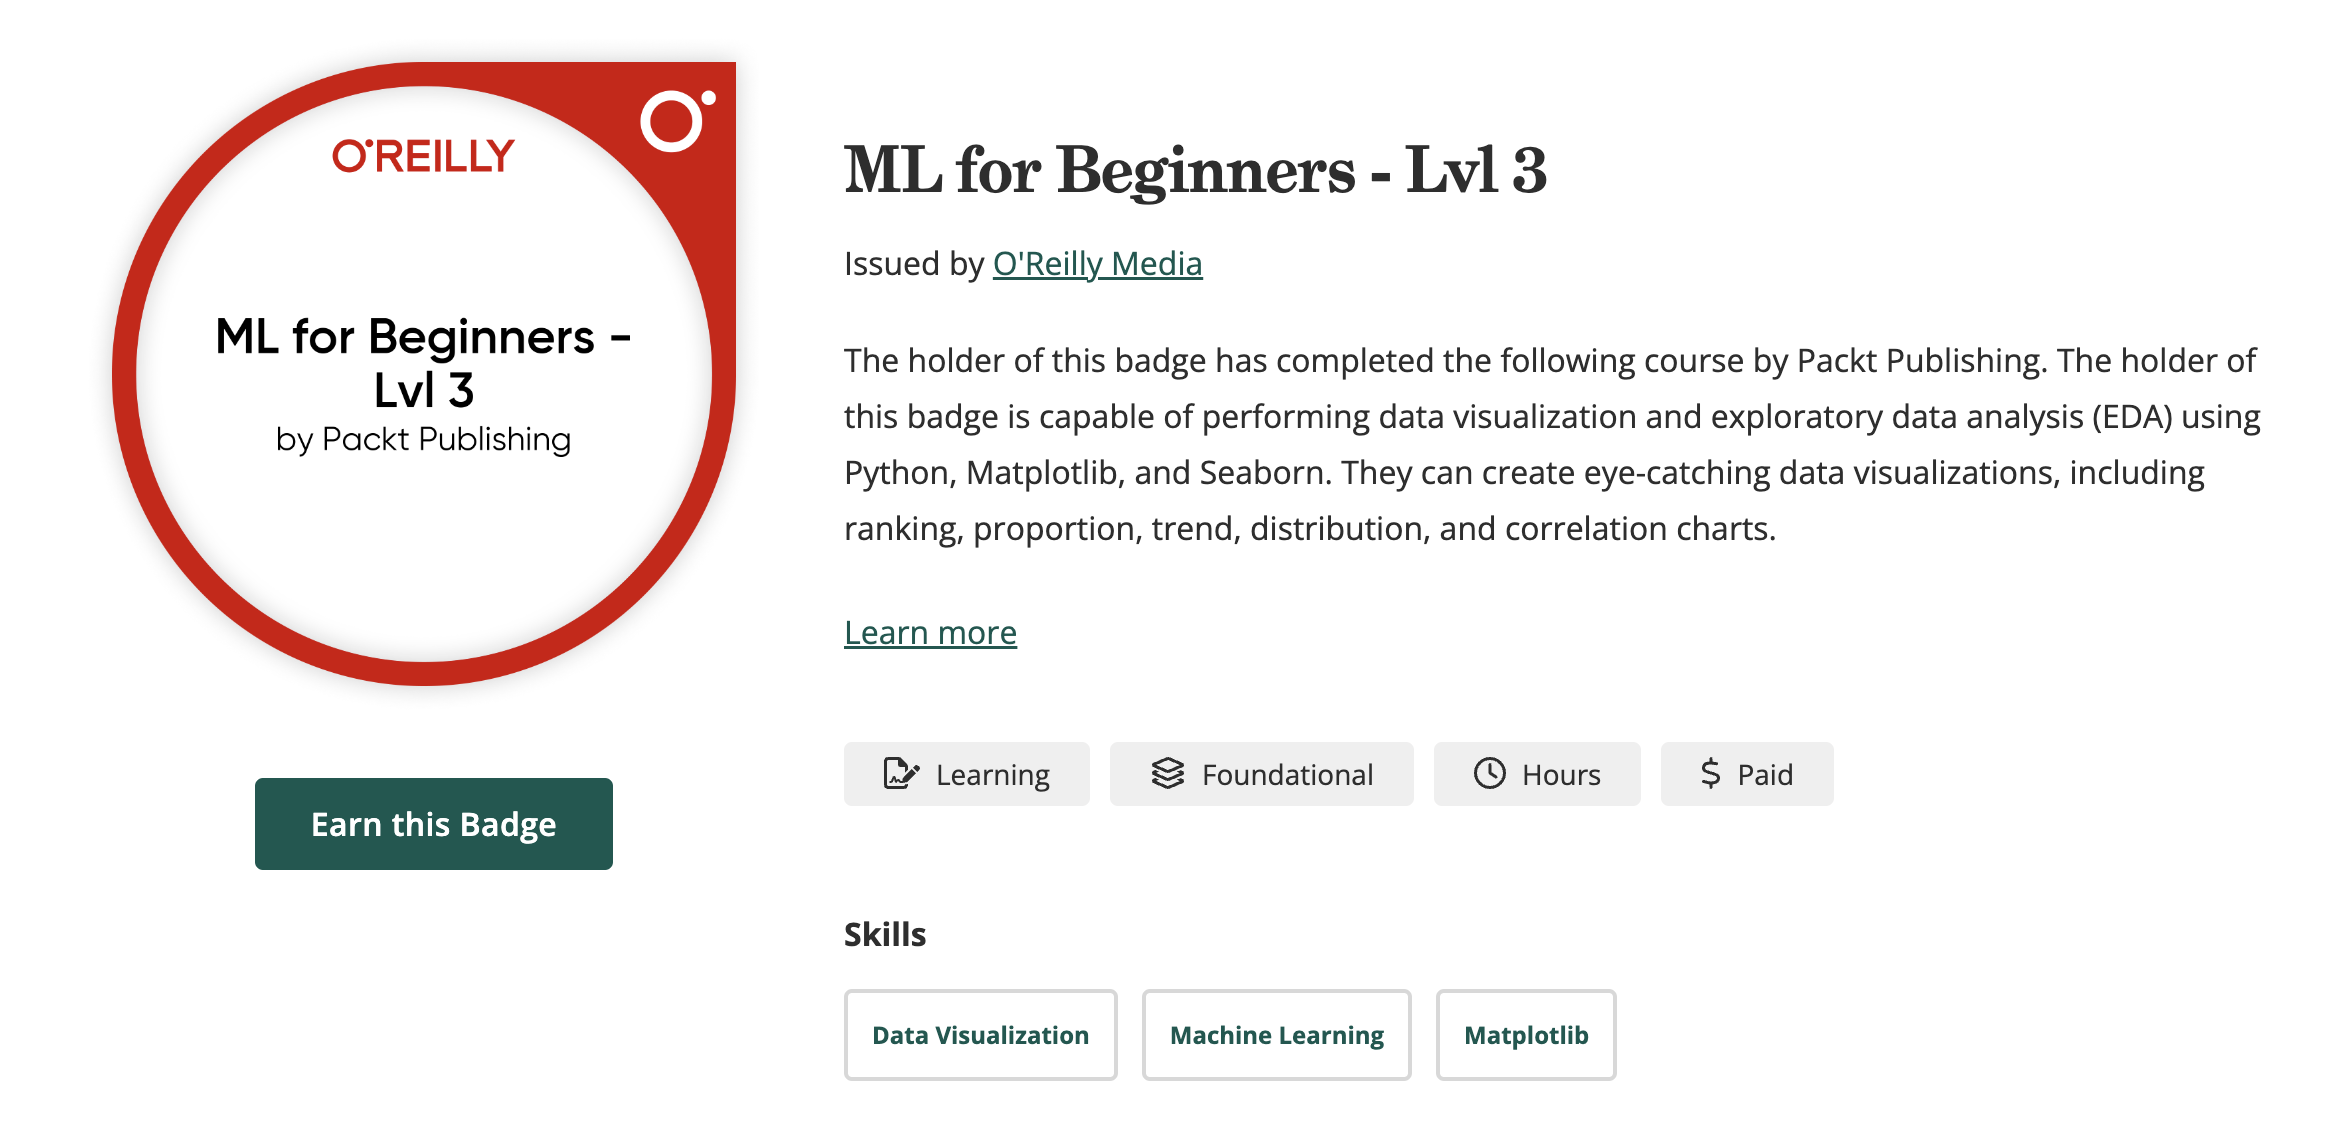 O'REILLY
ML for Beginners -
Lvl 3
by Packt Publishing
Earn this Badge
ML for Beginners - Lvl 3
Issued by O'Reilly Media
The holder of this badge has completed the following course by Packt Publishing. The holder of
this badge is capable of performing data visualization and exploratory data analysis (EDA) using
Python, Matplotlib, and Seaborn. They can create eye-catching data visualizations, including
ranking, proportion, trend, distribution, and correlation charts.
Learn more
Learning Foundational Hours Paid
Skills
Data Visualization Machine Learning Matplotlib